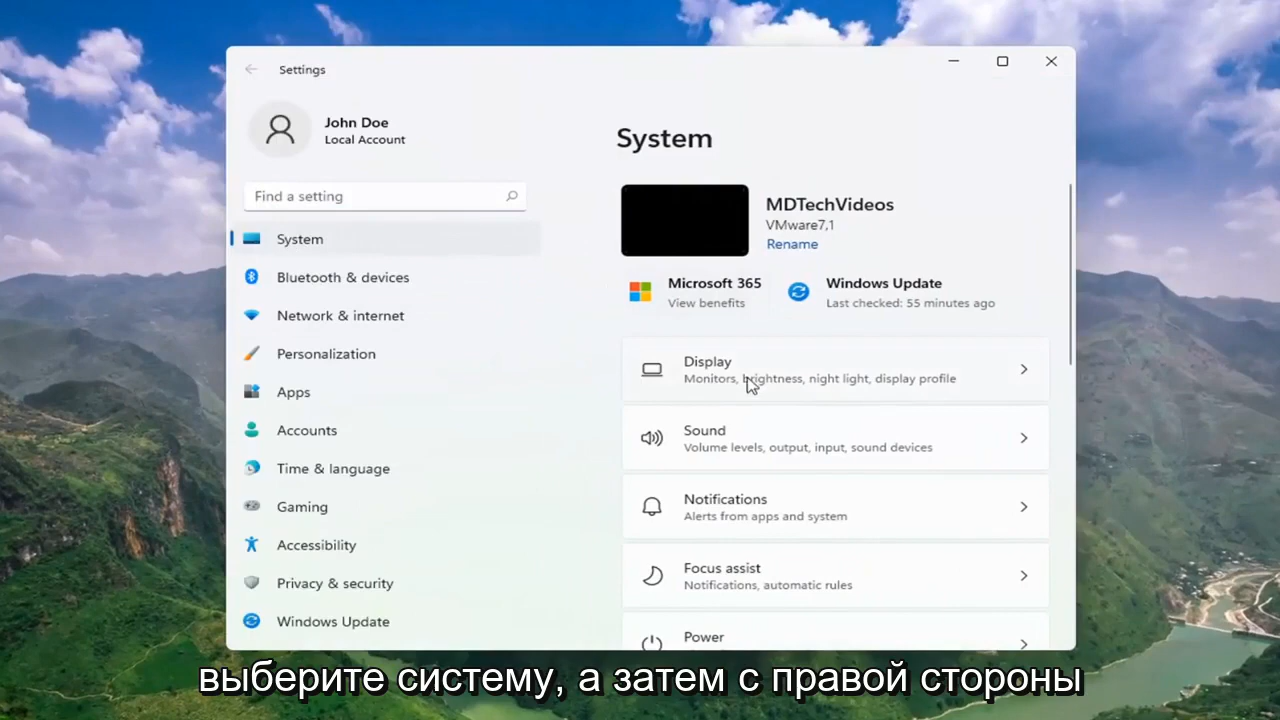 Settings
John Doe
Local Account
Find a setting
System
Bluetooth & devices
Network & internet
Personalization
Apps
Accounts
Time & language
Gaming
Accessibility
Privacy & security
Windows Update
System
MDTechVideos
VMware7,1
Rename
Microsoft 365
View benefits
Windows Update
Last checked: 55 minutes ago
Display
Monitors, brightness, night light, display profile
Sound
Volume levels, output, input, sound devices
Notifications
Alerts from apps and system
Focus assist
Notifications, automatic rules
Power
выберите систему, а затем с правой стороны